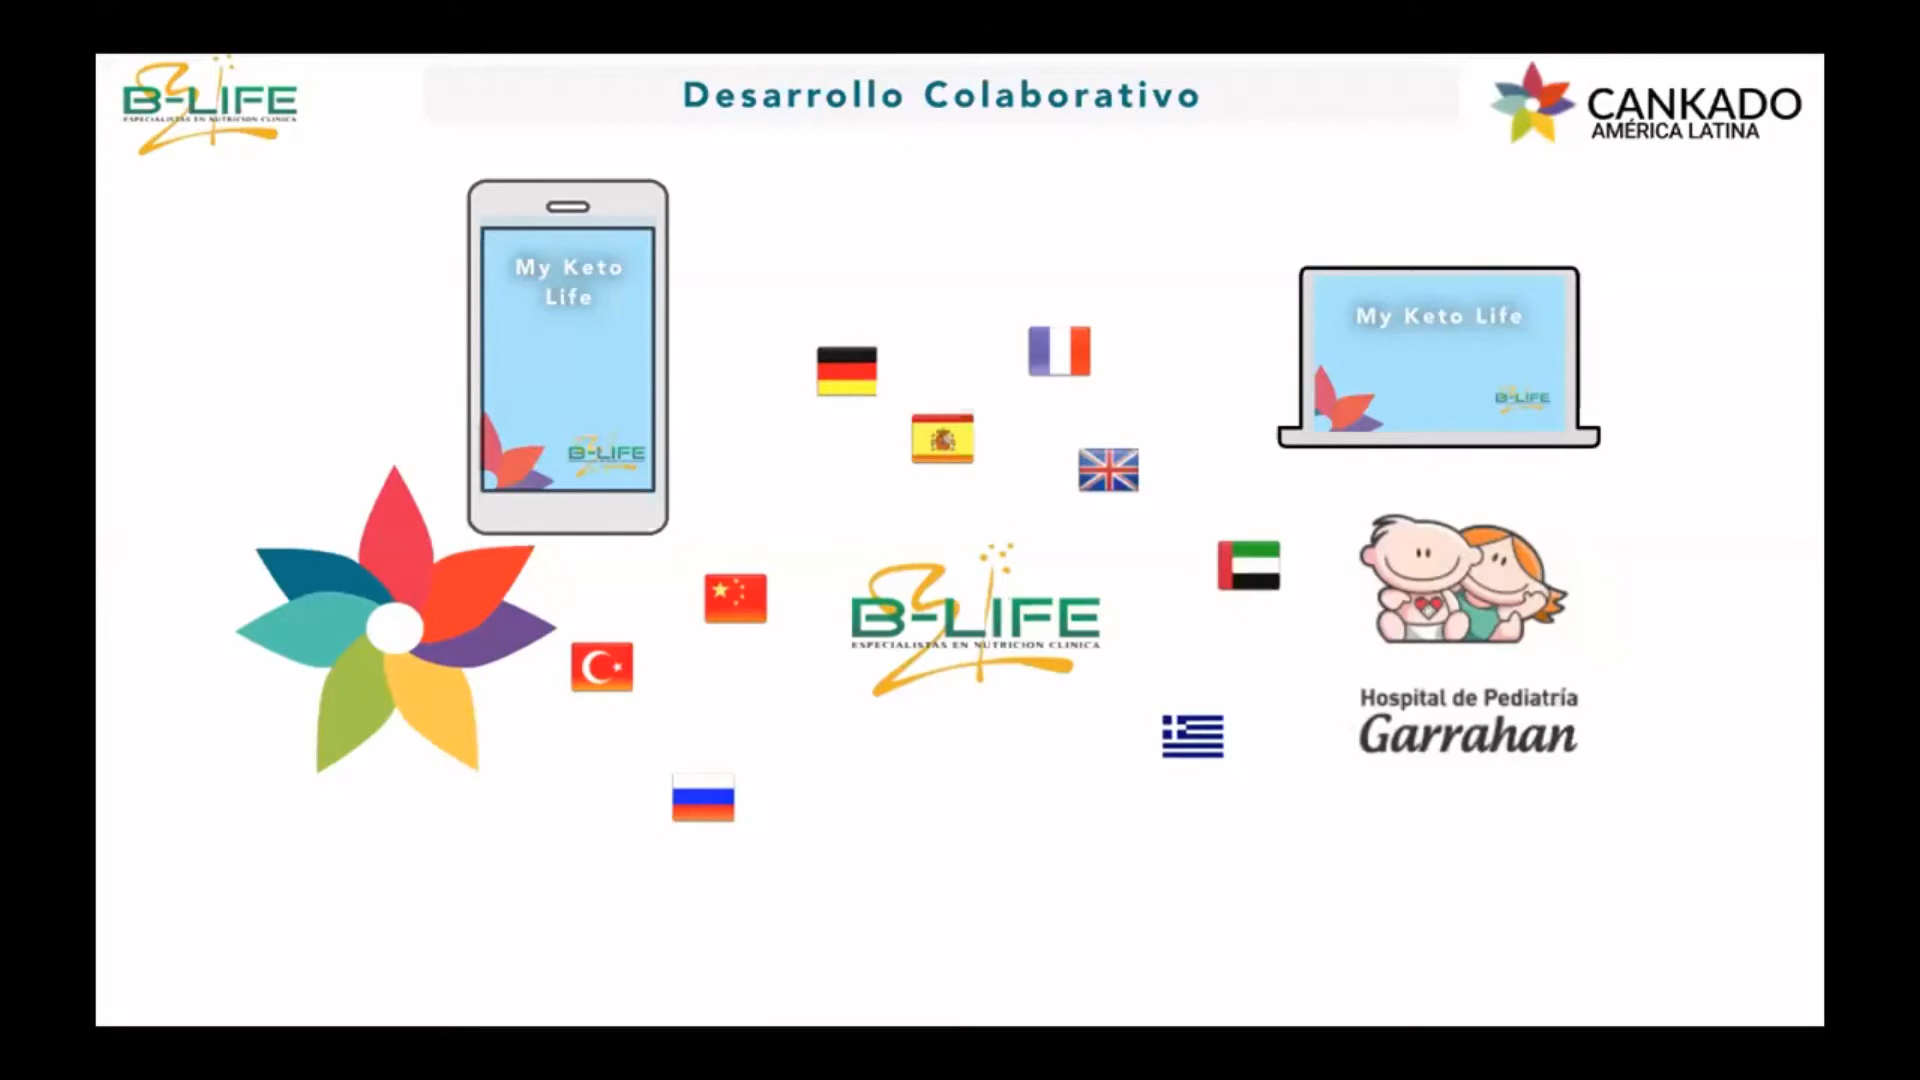 B-LIFE
ESPECIALISTAS EN NUTRICION CLINICA
Desarrollo Colaborativo
CANKADO
AMÉRICA LATINA
My Keto
Life
B-LIFE
My Keto Life
B-LIFE
B-LIFE
ESPECIALISTAS EN NUTRICION CLINICA
Hospital de Pediatría
Garrahan